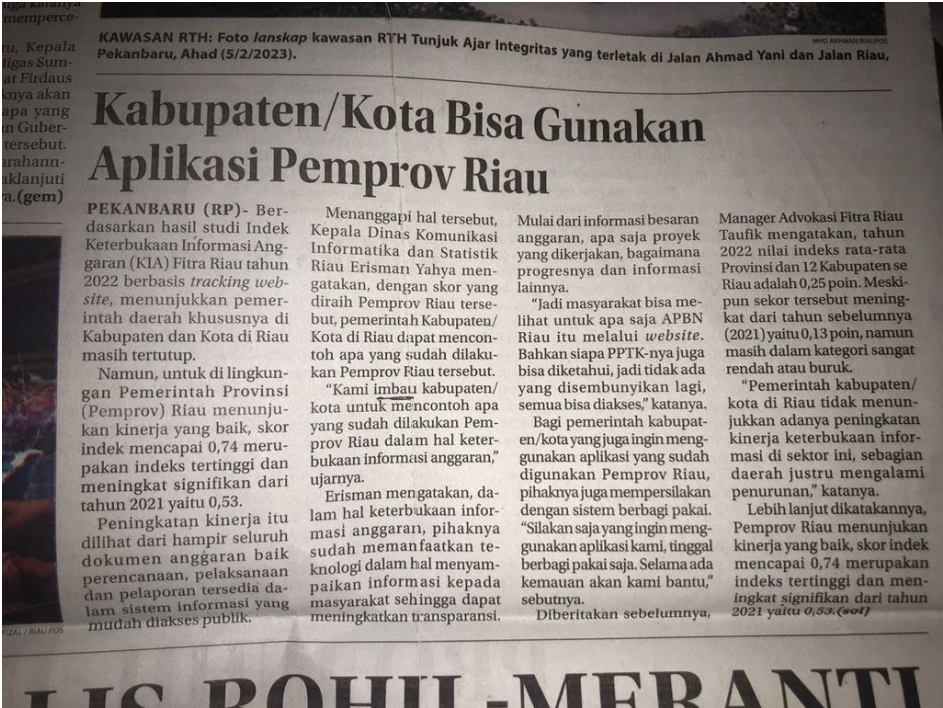 memperce-
tu, Kepala
Migas Sum-
at Firdaus
knya akan
apa yang
n Guber-
tersebut.
arahann-
aklanjuti
a.(gem)
MHD AKHWAN/RIAUPOS
KAWASAN RTH: Foto lanskap kawasan RTH Tunjuk Ajar Integritas yang terletak di Jalan Ahmad Yani dan Jalan Riau,
Pekanbaru, Ahad (5/2/2023).
Kabupaten/Kota Bisa Gunakan
Aplikasi Pemprov Riau
PEKANBARU (RP)- Ber-
dasarkan hasil studi Indek
Keterbukaan Informasi Ang-
garan (KIA) Fitra Riau tahun
2022 berbasis tracking web-
site, menunjukkan pemer-
intah daerah khususnya di
Kabupaten dan Kota di Riau
masih tertutup.
Namun, untuk di lingkun-
gan Pemerintah Provinsi
(Pemprov) Riau menunju-
kan kinerja yang baik, skor
indek mencapai 0,74 meru-
pakan indeks tertinggi dan
meningkat signifikan dari
tahun 2021 yaitu 0,53.
Peningkatan kinerja itu
dilihat dari hampir seluruh
dokumen anggaran baik
perencanaan, pelaksanaan
dan pelaporan tersedia da-
lam sistem informasi yang
mudah diakses publik.
Menanggapi hal tersebut,
Kepala Dinas Komunikasi
Informatika dan Statistik
Riau Erisman Yahya men-
gatakan, dengan skor yang
diraih Pemprov Riau terse-
but, pemerintah Kabupaten/
Kota di Riau dapat mencon-
toh apa yang sudah dilaku-
kan Pemprov Riau tersebut.
"Kami imbau kabupaten/
kota untuk mencontoh apa
yang sudah dilakukan Pem-
prov Riau dalam hal keter-
bukaan informasi anggaran,"
ujarnya.
Erisman mengatakan, da-
lam hal keterbukaan infor-
masi anggaran, pihaknya
sudah memanfaatkan te-
knologi dalam hal menyam-
paikan informasi kepada
masyarakat sehingga dapat
meningkatkan transparansi.
Mulai dari informasi besaran
anggaran, apa saja proyek
yang dikerjakan, bagaimana
progresnya dan informasi
lainnya.
"Jadi masyarakat bisa me-
lihat untuk apa saja APBN
Riau itu melalui website.
Bahkan siapa PPTK-nya juga
bisa diketahui, jadi tidak ada
yang disembunyikan lagi,
semua bisa diakses," katanya.
Bagi pemerintah kabupat-
en/kota yang juga ingin meng-
gunakan aplikasi yang sudah
digunakan Pemprov Riau,
pihaknya juga mempersilakan
dengan sistem berbagi pakai.
"Silakan saja yang ingin meng-
gunakan aplikasi kami, tinggal
berbagi pakai saja. Selama ada
kemauan akan kami bantu,"
sebutnya.
Diberitakan sebelumnya,
Manager Advokasi Fitra Riau
Taufik mengatakan, tahun
2022 nilai indeks rata-rata
Provinsi dan 12 Kabupaten se
Riau adalah 0,25 poin. Meski-
pun sektor tersebut mening-
kat dari tahun sebelumnya
(2021) yaitu 0,13 poin, namun
masih dalam kategori sangat
rendah atau buruk.
"Pemerintah kabupaten/
kota di Riau tidak menun-
jukkan adanya peningkatan
kinerja keterbukaan infor-
masi di sektor ini, sebagian
daerah justru mengalami
penurunan," katanya.
Lebih lanjut dikatakannya,
Pemprov Riau menunjukan
kinerja yang baik, skor indek
mencapai 0,74 merupakan
indeks tertinggi dan men-
ingkat signifikan dari tahun
2021 yaitu 0,53.(sol)
FIZAL / RIAU POS
LIS ROHIL-MERANTI